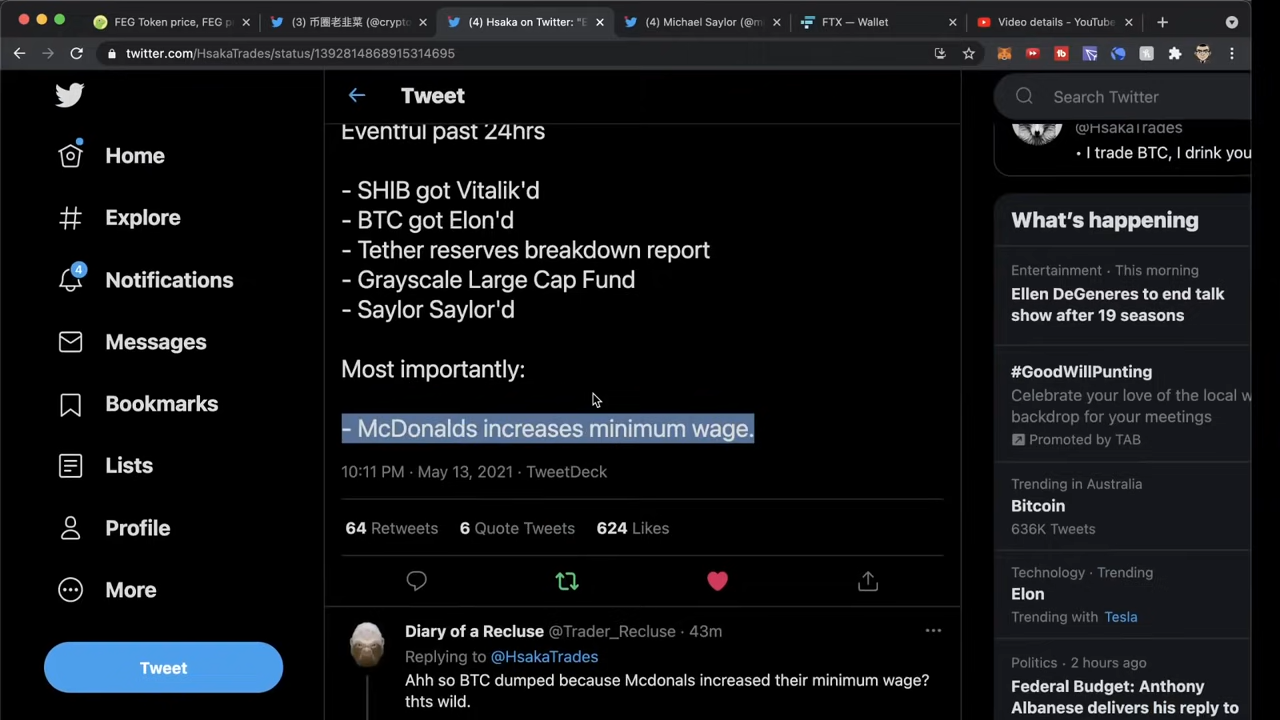 FEG Token price, FEG p
(3) 币圈老韭菜 (@crypto
(4) Hsaka on Twitter: "E
(4) Michael Saylor (@m
FTX — Wallet
Video details - YouTube
twitter.com/HsakaTrades/status/1392814868915314695
Home
Explore
4
Notifications
Messages
Bookmarks
Lists
Profile
More
Tweet
Tweet
Eventful past 24hrs
- SHIB got Vitalik'd
- BTC got Elon'd
- Tether reserves breakdown report
- Grayscale Large Cap Fund
- Saylor Saylor'd
Most importantly:
- McDonalds increases minimum wage.
10:11 PM · May 13, 2021 · TweetDeck
64 Retweets 6 Quote Tweets 624 Likes
Diary of a Recluse @Trader_Recluse · 43m
Replying to @HsakaTrades
Ahh so BTC dumped because Mcdonals increased their minimum wage?
thts wild.
Search Twitter
@HsakaTrades
• I trade BTC, I drink you
What's happening
Entertainment · This morning
Ellen DeGeneres to end talk
show after 19 seasons
#GoodWillPunting
Celebrate your love of the local w
backdrop for your meetings
Promoted by TAB
Trending in Australia
Bitcoin
636K Tweets
Technology · Trending
Elon
Trending with Tesla
Politics · 2 hours ago
Federal Budget: Anthony
Albanese delivers his reply to